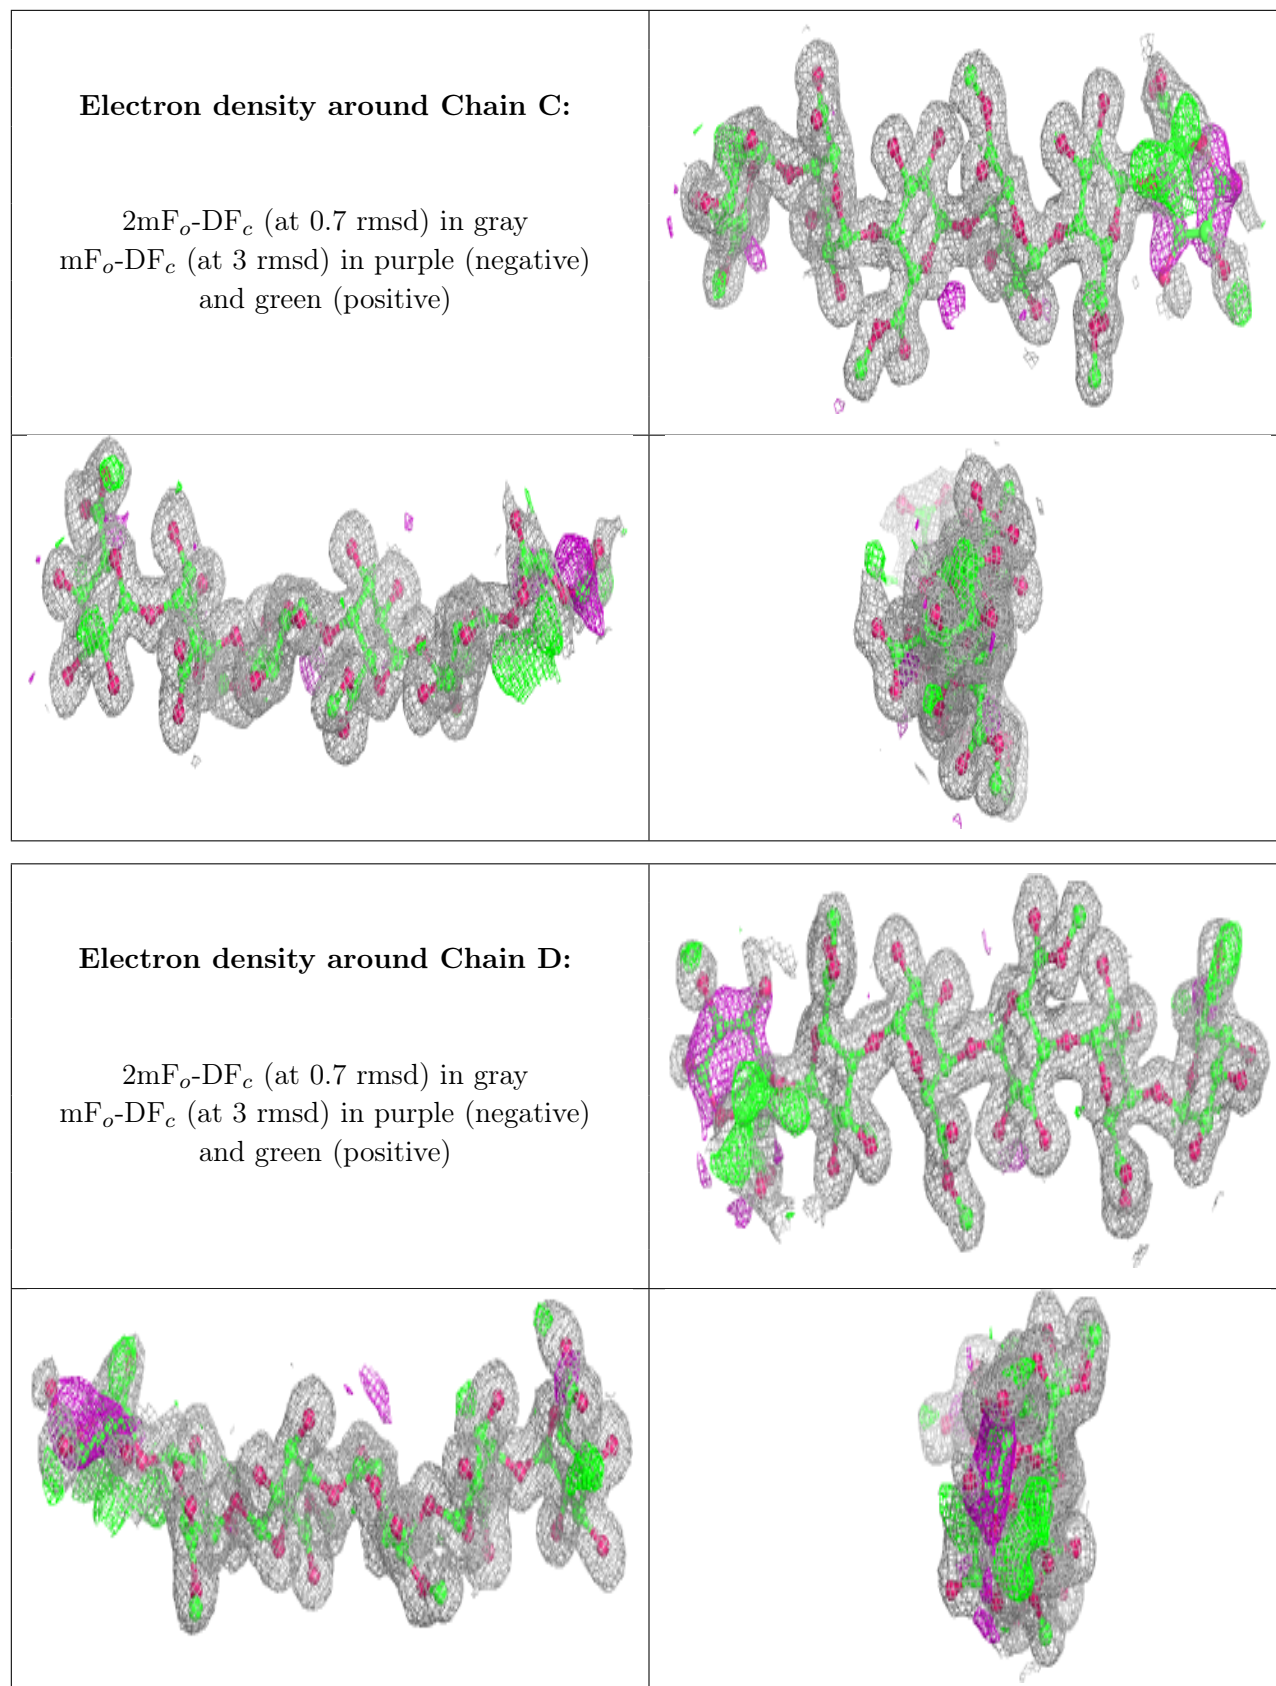 Electron density around Chain C:
2mFo-DFc (at 0.7 rmsd) in gray
mFo-DFc (at 3 rmsd) in purple (negative)
and green (positive)
Electron density around Chain D:
2mFo-DFc (at 0.7 rmsd) in gray
mFo-DFc (at 3 rmsd) in purple (negative)
and green (positive)